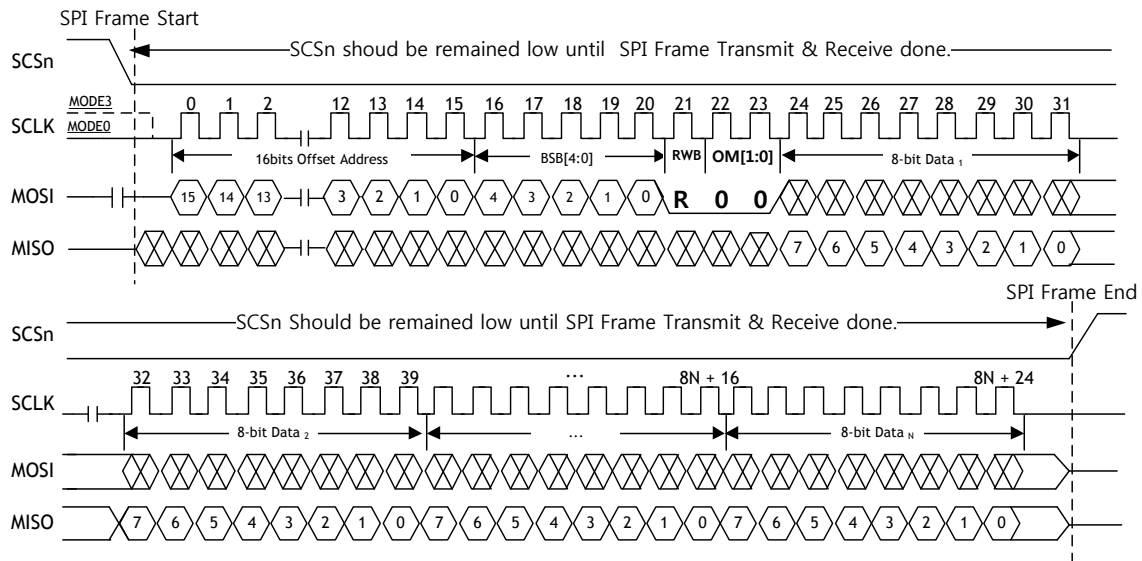 SPI Frame Start
SCSn
SCSn shoud be remained low until SPI Frame Transmit & Receive done.
MODE3
SCLK
MODE0
0 1 2 12 13 14 15 16 17 18 19 20 21 22 23 24 25 26 27 28 29 30 31
16bits Offset Address
BSB[4:0]
RWB
OM[1:0]
8-bit Data 1
MOSI
15 14 13 3 2 1 0 4 3 2 1 0 R 0 0
MISO
7 6 5 4 3 2 1 0
SPI Frame End
SCSn
SCSn Should be remained low until SPI Frame Transmit & Receive done.
32 33 34 35 36 37 38 39 ... 8N + 16 8N + 24
SCLK
8-bit Data 2
...
8-bit Data N
MOSI
MISO
7 6 5 4 3 2 1 0 7 6 5 4 3 2 1 0 7 6 5 4 3 2 1 0